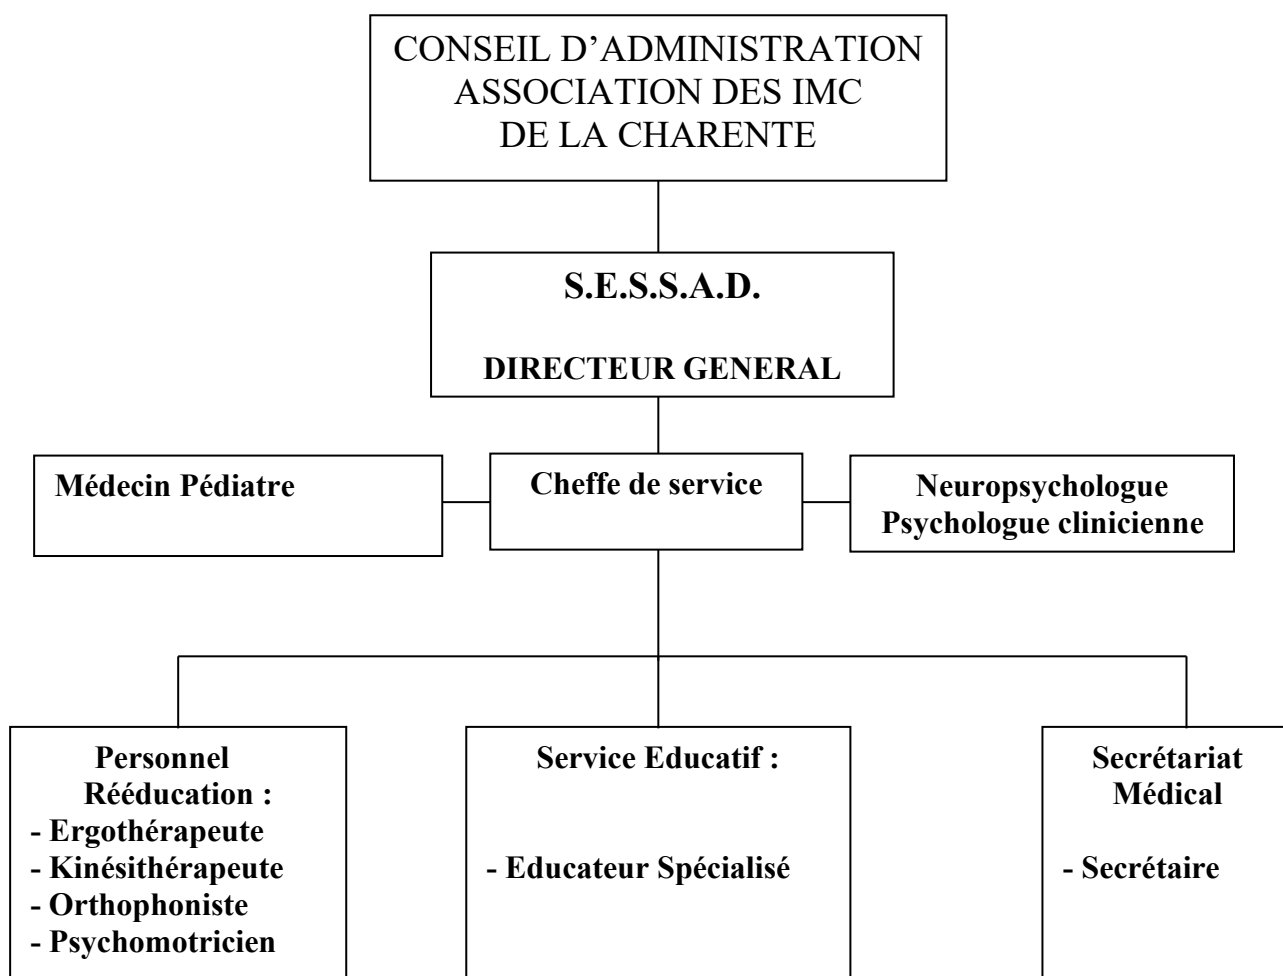 CONSEIL D’ADMINISTRATION
ASSOCIATION DES IMC
DE LA CHARENTE
S.E.S.S.A.D.
DIRECTEUR GENERAL
Médecin Pédiatre
Cheffe de service
Neuropsychologue
Psychologue clinicienne
Personnel
Rééducation :
- Ergothérapeute
- Kinésithérapeute
- Orthophoniste
- Psychomotricien
Service Educatif :
- Educateur Spécialisé
Secrétariat
Médical
- Secrétaire